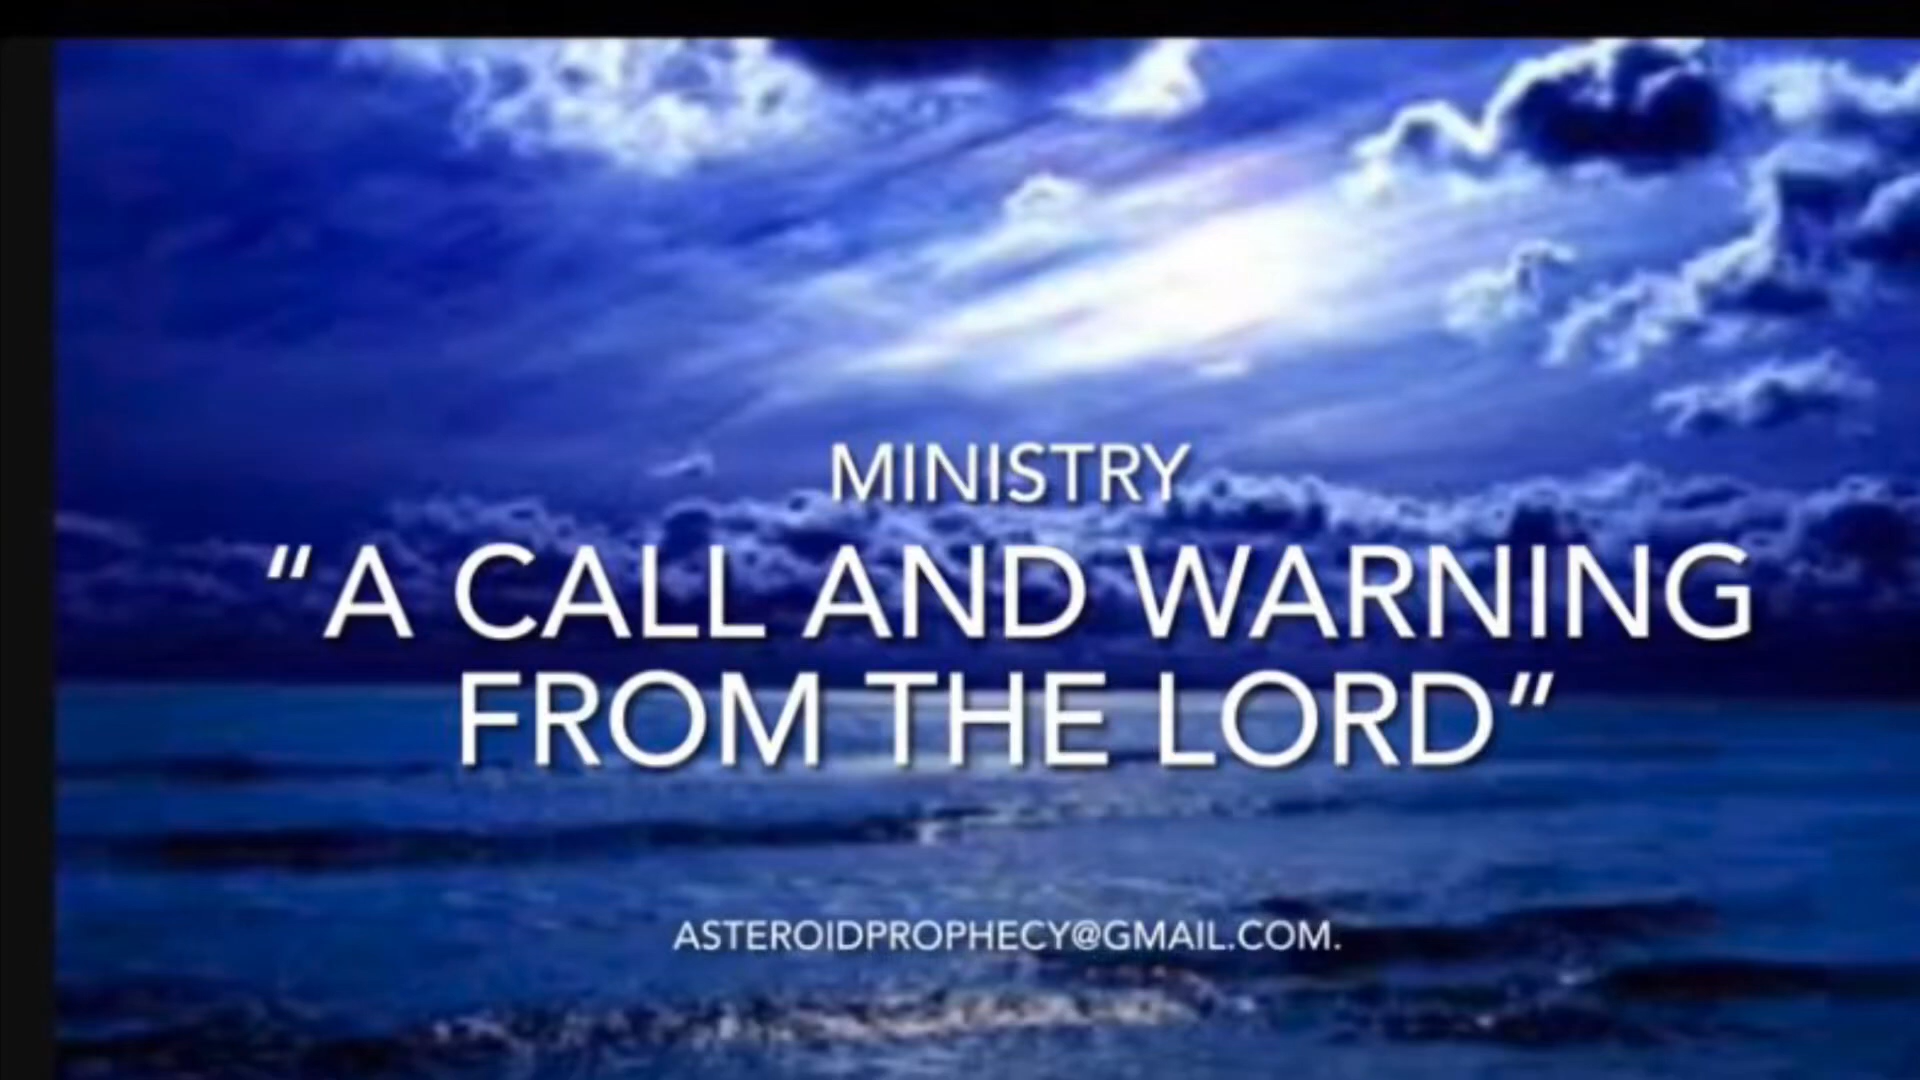 MINISTRY
“A CALL AND WARNING
FROM THE LORD”
ASTEROIDPROPHECY@GMAIL.COM.